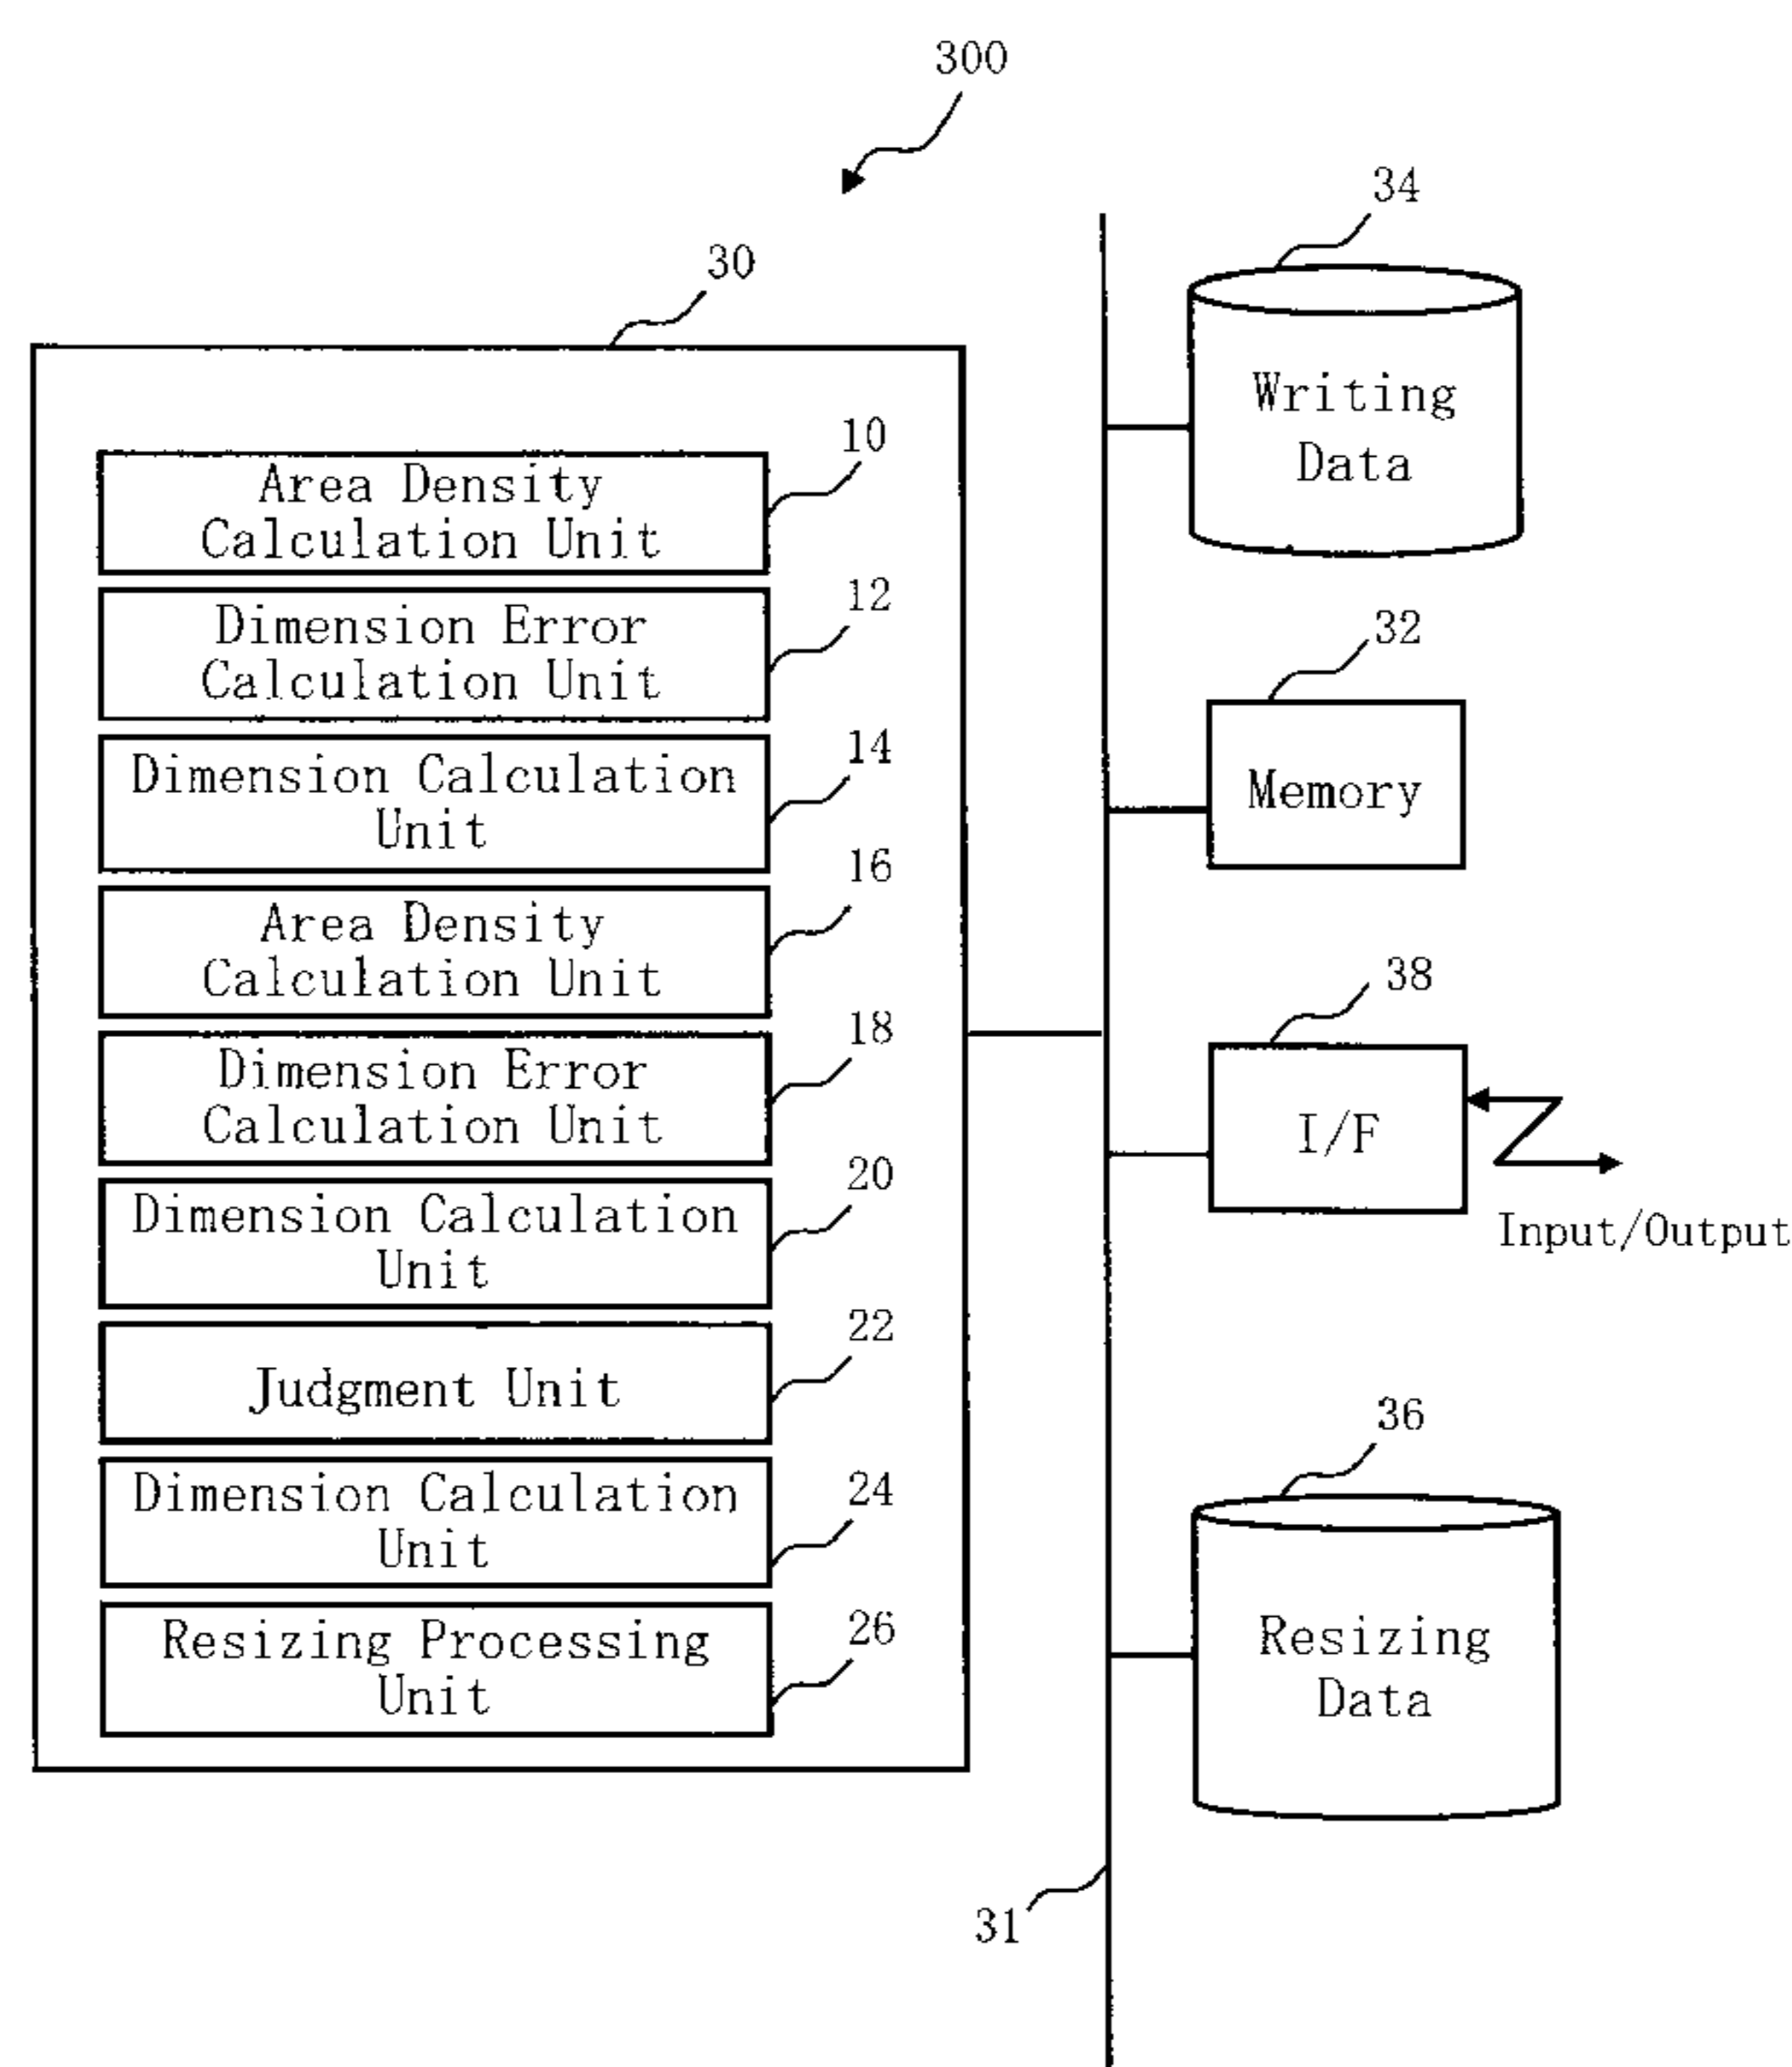 300
34
30
Writing
Data
10
Area Density
Calculation Unit
12
Dimension Error
Calculation Unit
32
Memory
14
Dimension Calculation
Unit
16
Area Density
Calculation Unit
38
I/F
Input/Output
18
Dimension Error
Calculation Unit
20
Dimension Calculation
Unit
22
Judgment Unit
36
24
Dimension Calculation
Unit
26
Resizing Processing
Unit
Resizing
Data
31